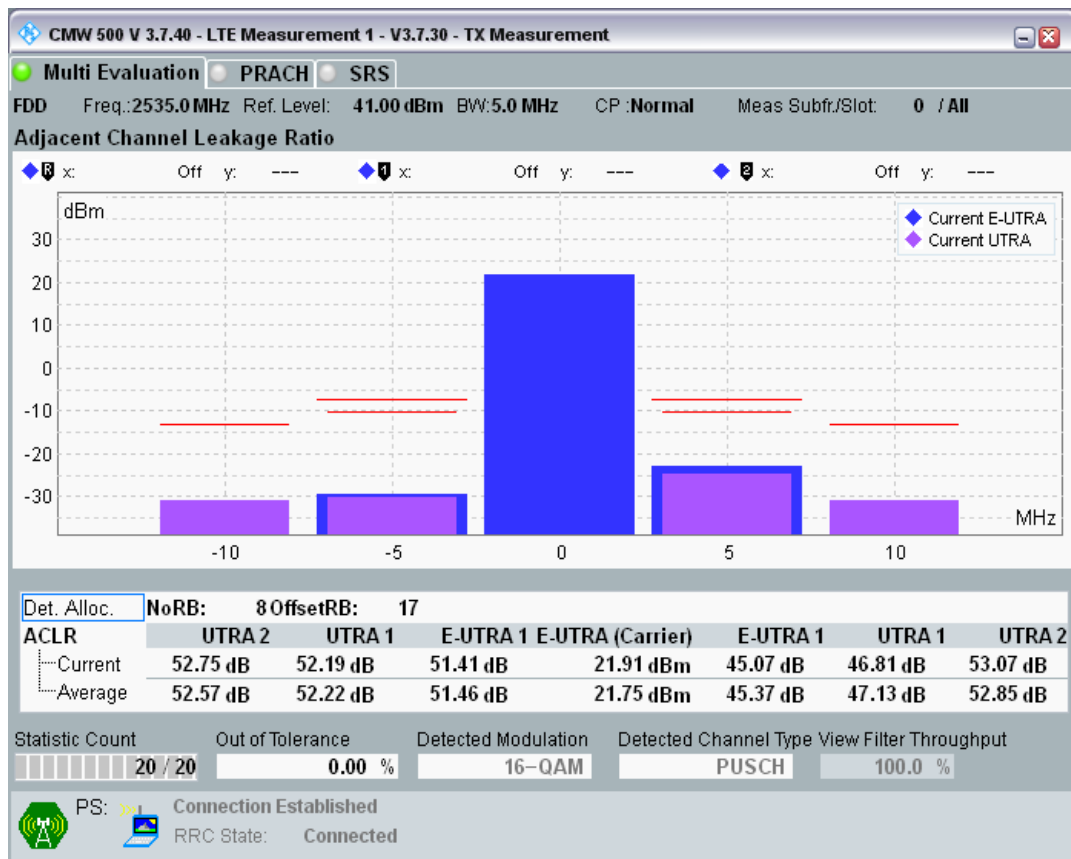 CMW 500 V 3.7.40 - LTE Measurement 1 - V3.7.30 - TX Measurement
Multi Evaluation PRACH SRS
FDD Freq.:2535.0 MHz Ref. Level: 41.00 dBm BW:5.0 MHz CP :Normal Meas Subfr./Slot: 0 / All
Adjacent Channel Leakage Ratio
R x: Off y: --- 1 x: Off y: --- 2 x: Off y: ---
dBm
Current E-UTRA
Current UTRA
30
20
10
0
-10
-20
-30
MHz
-10 -5 0 5 10
Det. Alloc. NoRB: 8 OffsetRB: 17
ACLR UTRA 2 UTRA 1 E-UTRA 1 E-UTRA (Carrier) E-UTRA 1 UTRA 1 UTRA 2
Current 52.75 dB 52.19 dB 51.41 dB 21.91 dBm 45.07 dB 46.81 dB 53.07 dB
Average 52.57 dB 52.22 dB 51.46 dB 21.75 dBm 45.37 dB 47.13 dB 52.85 dB
Statistic Count Out of Tolerance Detected Modulation Detected Channel Type View Filter Throughput
20 / 20 0.00 % 16-QAM PUSCH 100.0 %
PS: Connection Established
RRC State: Connected